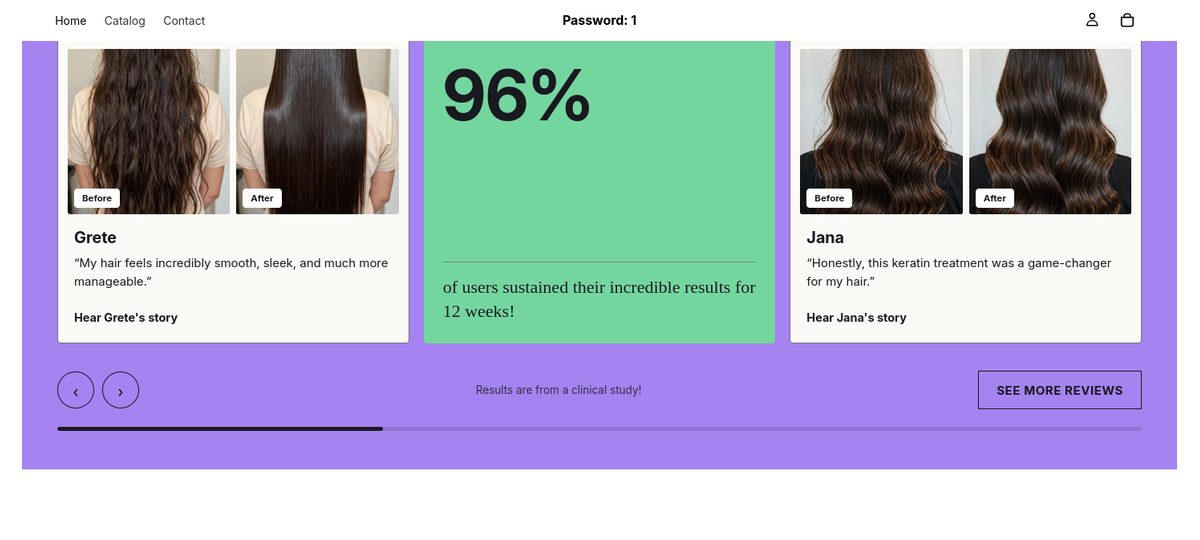 Home Catalog Contact
Password: 1
Before
After
Grete
“My hair feels incredibly smooth, sleek, and much more
manageable.”
Hear Grete's story
96%
of users sustained their incredible results for
12 weeks!
Before
After
Jana
“Honestly, this keratin treatment was a game-changer
for my hair.”
Hear Jana's story
‹ ›
Results are from a clinical study!
SEE MORE REVIEWS